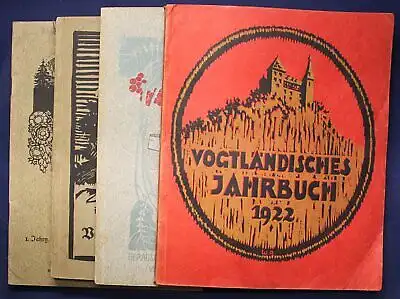 VOGTLÄNDISCHES
JAHRBUCH
1922
1. Jahrg.